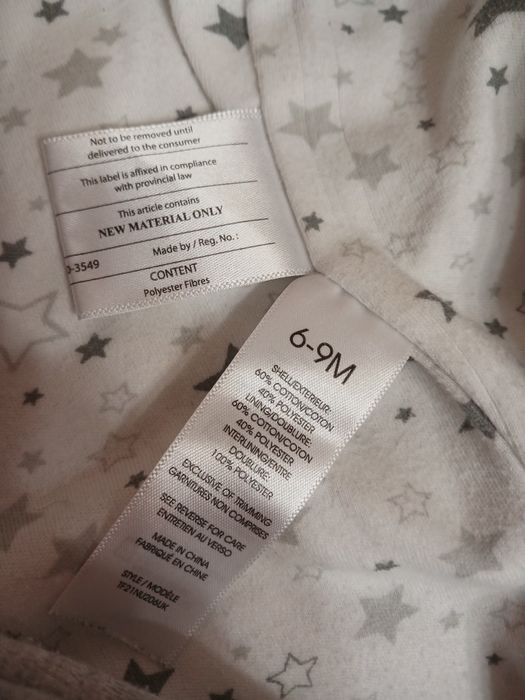 Not to be removed until
delivered to the consumer
This label is affixed in compliance
with provincial law
This article contains
NEW MATERIAL ONLY
Made by / Reg. No. :
-3549
CONTENT
Polyester Fibres
6-9M
SHELL/EXTERIEUR:
60% COTTON/COTON
40% POLYESTER
LINING/DOUBLURE:
60% COTTON/COTON
40% POLYESTER
INTERLINING/ENTRE
DOUBLURE:
100% POLYESTER
EXCLUSIVE OF TRIMMING
GARNITURES NON COMPRISES
SEE REVERSE FOR CARE
ENTRETIEN AU VERSO
MADE IN CHINA
FABRIQUÉ EN CHINE
STYLE / MODÈLE
1F21NU206UK